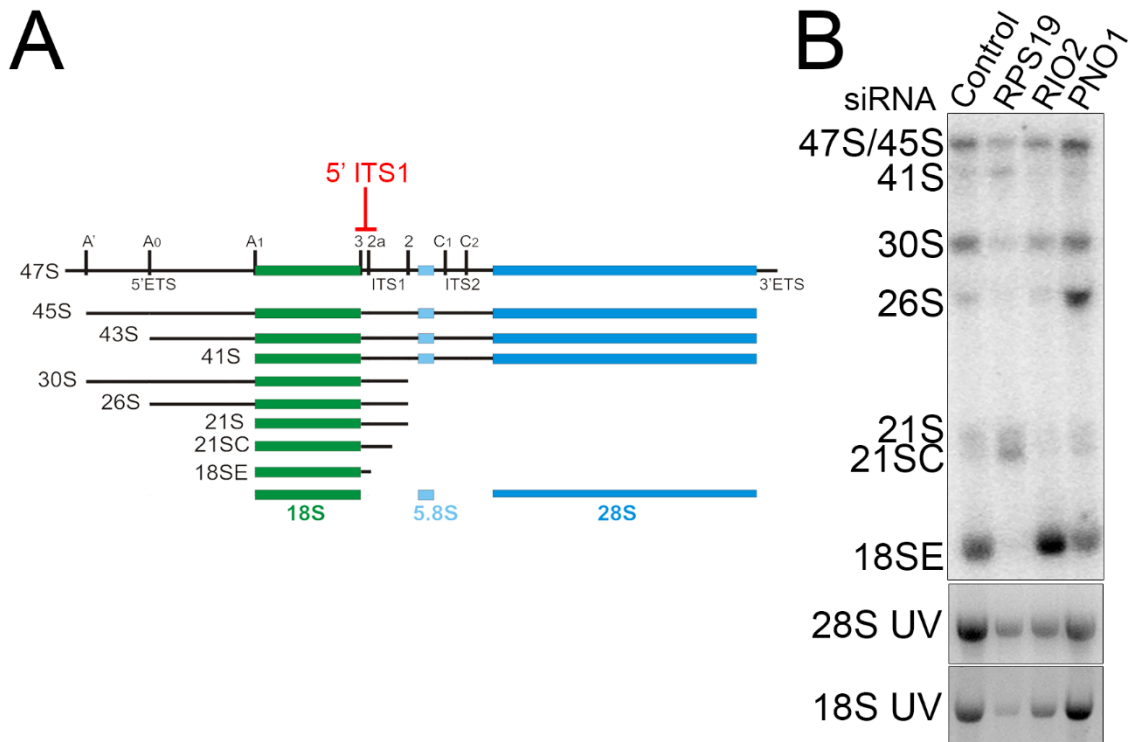 A
5' ITS1
A' A0 A1 3 2a 2 C1 C2
47S
5'ETS ITS1 ITS2 3'ETS
45S
43S
41S
30S
26S
21S
21SC
18SE
18S 5.8S 28S
B
siRNA Control RPS19 RIO2 PNO1
47S/45S
41S
30S
26S
21S
21SC
18SE
28S UV
18S UV